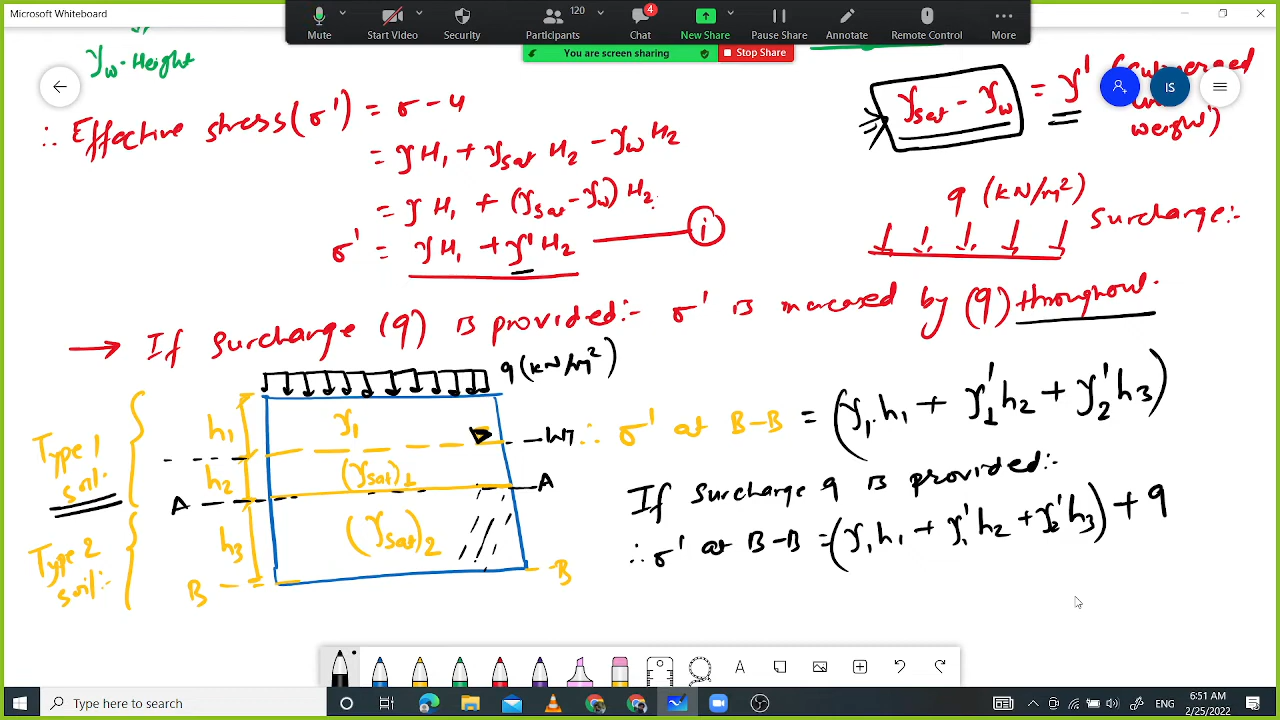 Microsoft Whiteboard
Mute
Start Video
Security
120
Participants
4
Chat
New Share
Pause Share
Annotate
Remote Control
More
You are screen sharing
Stop Share
γw·Height
IS
γsat − γw = γ' (submerged
weight)
∴ Effective stress(σ') = σ − u
= γH₁ + γsat H₂ − γw H₂
= γH₁ + (γsat − γw) H₂
σ' = γH₁ + γ'H₂ i
q (kN/m²)
Surcharge:-
→ If Surcharge (q) is provided:- σ' is increased by (q) throughout.
q (kN/m²)
Type 1
soil:
h₁
γ₁
WT
h₂
(γsat)₁
A
A
Type 2
soil:
h₃
(γsat)₂
B
B
∴ σ' at B-B = (γ₁h₁ + γ₁'h₂ + γ₂'h₃)
If Surcharge q is provided:-
∴ σ' at B-B = (γ₁h₁ + γ₁'h₂ + γ₂'h₃) + q
A
Type here to search
ENG
6:51 AM
2/25/2022